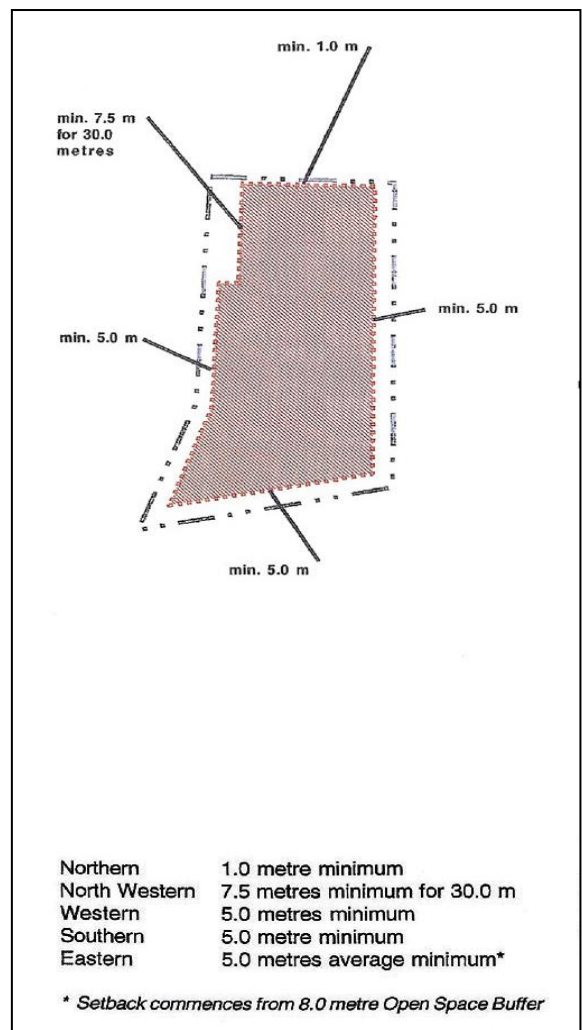 min. 1.0 m
min. 7.5 m
for 30.0
metres
min. 5.0 m
min. 5.0 m
min. 5.0 m
Northern 1.0 metre minimum
North Western 7.5 metres minimum for 30.0 m
Western 5.0 metres minimum
Southern 5.0 metre minimum
Eastern 5.0 metres average minimum*
* Setback commences from 8.0 metre Open Space Buffer